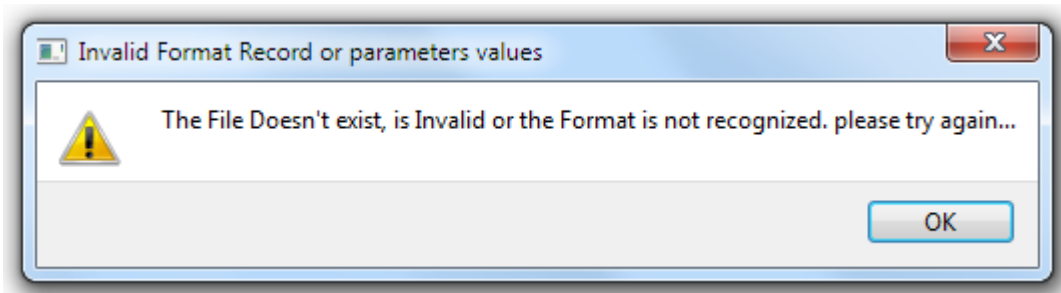 Invalid Format Record or parameters values
The File Doesn't exist, is Invalid or the Format is not recognized. please try again...
OK